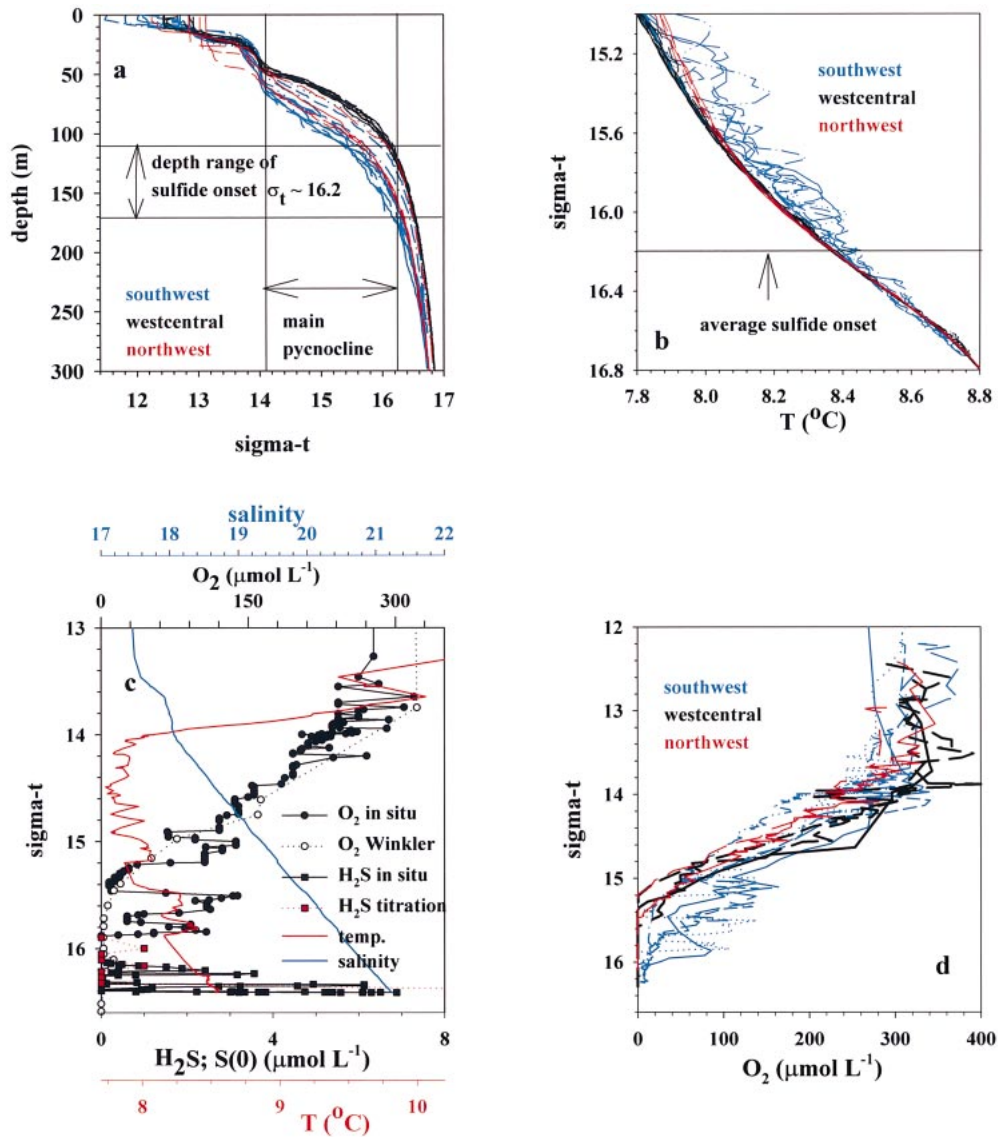 0
50
100
150
200
250
300
depth (m)
a
depth range of
sulfide onset σt ~ 16.2
southwest
westcentral
northwest
main
pycnocline
12 13 14 15 16 17
sigma-t
15.2
15.6
16.0
16.4
16.8
sigma-t
southwest
westcentral
northwest
average sulfide onset
b
7.8 8.0 8.2 8.4 8.6 8.8
T (°C)
salinity
17 18 19 20 21 22
O2 (μmol L-1)
0 150 300
13
14
15
16
sigma-t
c
O2 in situ
O2 Winkler
H2S in situ
H2S titration
temp.
salinity
0 4 8
H2S; S(0) (μmol L-1)
8 9 10
T (°C)
12
13
14
15
16
sigma-t
southwest
westcentral
northwest
d
0 100 200 300 400
O2 (μmol L-1)